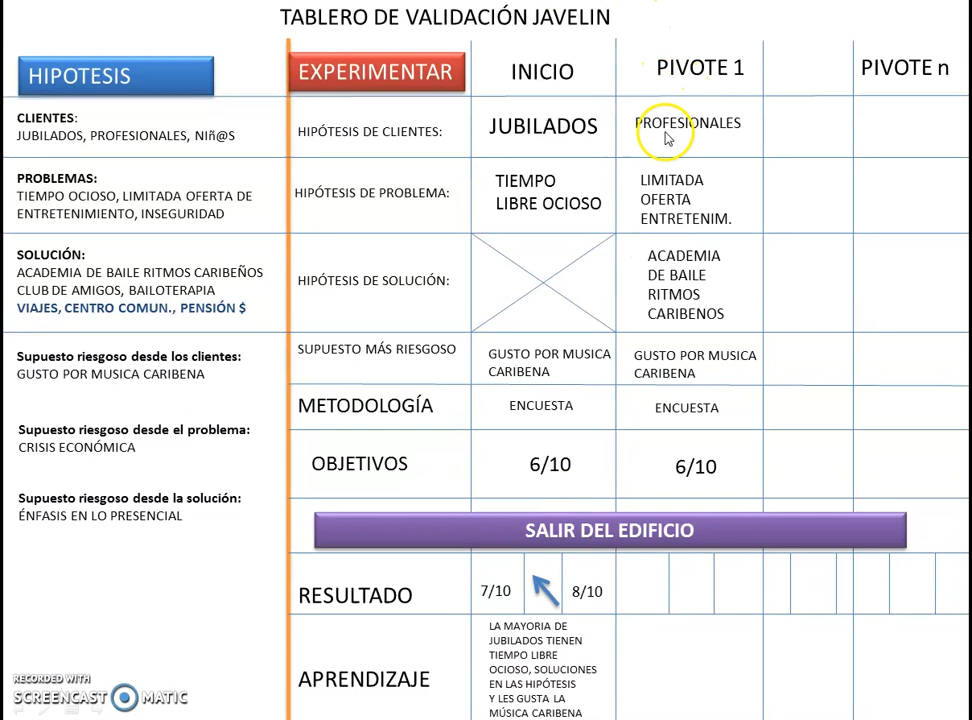 TABLERO DE VALIDACIÓN JAVELIN
HIPOTESIS
EXPERIMENTAR
INICIO
PIVOTE 1
PIVOTE n
CLIENTES:
JUBILADOS, PROFESIONALES, NIñ@S
HIPÓTESIS DE CLIENTES:
JUBILADOS
PROFESIONALES
PROBLEMAS:
TIEMPO OCIOSO, LIMITADA OFERTA DE
ENTRETENIMIENTO, INSEGURIDAD
HIPÓTESIS DE PROBLEMA:
TIEMPO
LIBRE OCIOSO
LIMITADA
OFERTA
ENTRETENIM.
SOLUCIÓN:
ACADEMIA DE BAILE RITMOS CARIBEÑOS
CLUB DE AMIGOS, BAILOTERAPIA
VIAJES, CENTRO COMUN., PENSIÓN $
HIPÓTESIS DE SOLUCIÓN:
ACADEMIA
DE BAILE
RITMOS
CARIBENOS
Supuesto riesgoso desde los clientes:
GUSTO POR MUSICA CARIBENA
SUPUESTO MÁS RIESGOSO
GUSTO POR MUSICA
CARIBENA
GUSTO POR MUSICA
CARIBENA
METODOLOGÍA
ENCUESTA
ENCUESTA
Supuesto riesgoso desde el problema:
CRISIS ECONÓMICA
OBJETIVOS
6/10
6/10
Supuesto riesgoso desde la solución:
ÉNFASIS EN LO PRESENCIAL
SALIR DEL EDIFICIO
RESULTADO
7/10
8/10
APRENDIZAJE
LA MAYORIA DE
JUBILADOS TIENEN
TIEMPO LIBRE
OCIOSO, SOLUCIONES
EN LAS HIPÓTESIS
Y LES GUSTA LA
MÚSICA CARIBENA
RECORDED WITH
SCREENCAST MATIC